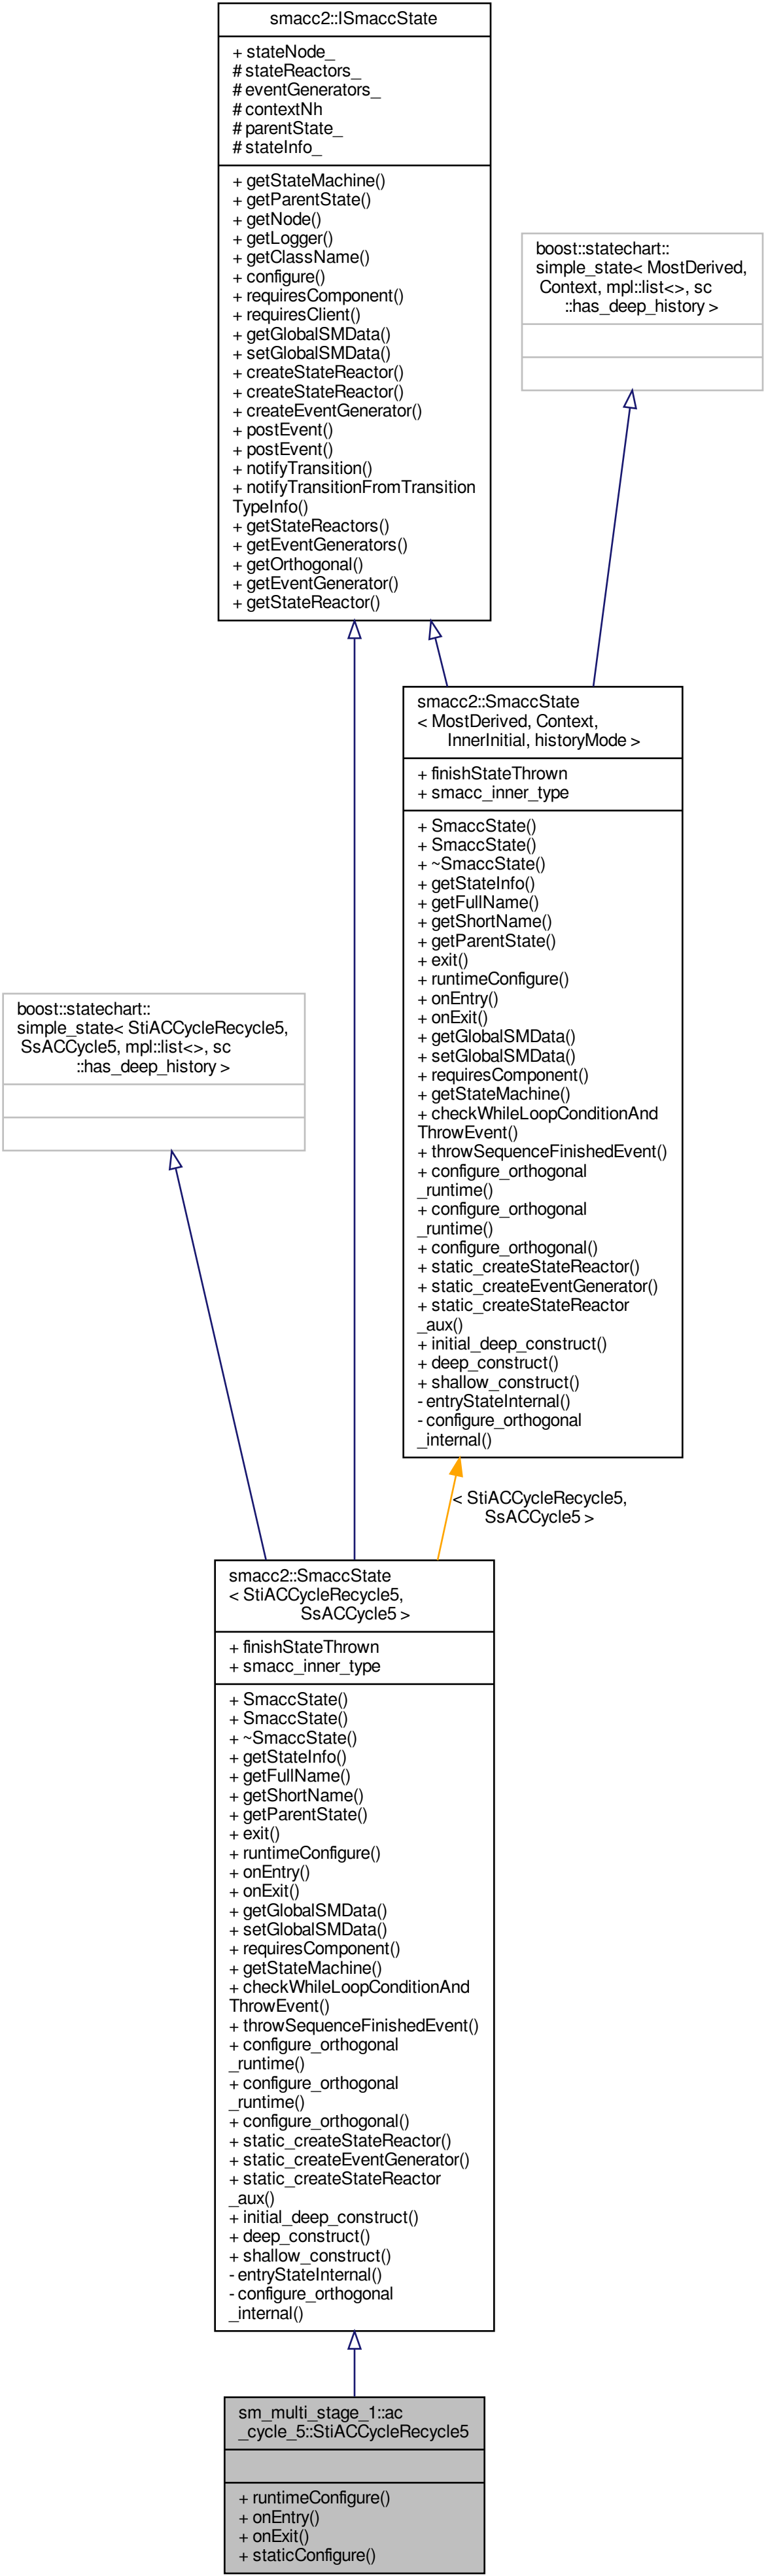 smacc2::ISmaccState
+ stateNode_
# stateReactors_
# eventGenerators_
# contextNh
# parentState_
# stateInfo_
+ getStateMachine()
+ getParentState()
+ getNode()
+ getLogger()
+ getClassName()
+ configure()
+ requiresComponent()
+ requiresClient()
+ getGlobalSMData()
+ setGlobalSMData()
+ createStateReactor()
+ createStateReactor()
+ createEventGenerator()
+ postEvent()
+ postEvent()
+ notifyTransition()
+ notifyTransitionFromTransition
TypeInfo()
+ getStateReactors()
+ getEventGenerators()
+ getOrthogonal()
+ getEventGenerator()
+ getStateReactor()
boost::statechart::
simple_state< MostDerived,
Context, mpl::list<>, sc
::has_deep_history >
smacc2::SmaccState
< MostDerived, Context,
InnerInitial, historyMode >
+ finishStateThrown
+ smacc_inner_type
+ SmaccState()
+ SmaccState()
+ ~SmaccState()
+ getStateInfo()
+ getFullName()
+ getShortName()
+ getParentState()
+ exit()
+ runtimeConfigure()
+ onEntry()
+ onExit()
+ getGlobalSMData()
+ setGlobalSMData()
+ requiresComponent()
+ getStateMachine()
+ checkWhileLoopConditionAnd
ThrowEvent()
+ throwSequenceFinishedEvent()
+ configure_orthogonal
_runtime()
+ configure_orthogonal
_runtime()
+ configure_orthogonal()
+ static_createStateReactor()
+ static_createEventGenerator()
+ static_createStateReactor
_aux()
+ initial_deep_construct()
+ deep_construct()
+ shallow_construct()
- entryStateInternal()
- configure_orthogonal
_internal()
boost::statechart::
simple_state< StiACCycleRecycle5,
SsACCycle5, mpl::list<>, sc
::has_deep_history >
< StiACCycleRecycle5,
SsACCycle5 >
smacc2::SmaccState
< StiACCycleRecycle5,
SsACCycle5 >
+ finishStateThrown
+ smacc_inner_type
+ SmaccState()
+ SmaccState()
+ ~SmaccState()
+ getStateInfo()
+ getFullName()
+ getShortName()
+ getParentState()
+ exit()
+ runtimeConfigure()
+ onEntry()
+ onExit()
+ getGlobalSMData()
+ setGlobalSMData()
+ requiresComponent()
+ getStateMachine()
+ checkWhileLoopConditionAnd
ThrowEvent()
+ throwSequenceFinishedEvent()
+ configure_orthogonal
_runtime()
+ configure_orthogonal
_runtime()
+ configure_orthogonal()
+ static_createStateReactor()
+ static_createEventGenerator()
+ static_createStateReactor
_aux()
+ initial_deep_construct()
+ deep_construct()
+ shallow_construct()
- entryStateInternal()
- configure_orthogonal
_internal()
sm_multi_stage_1::ac
_cycle_5::StiACCycleRecycle5
+ runtimeConfigure()
+ onEntry()
+ onExit()
+ staticConfigure()